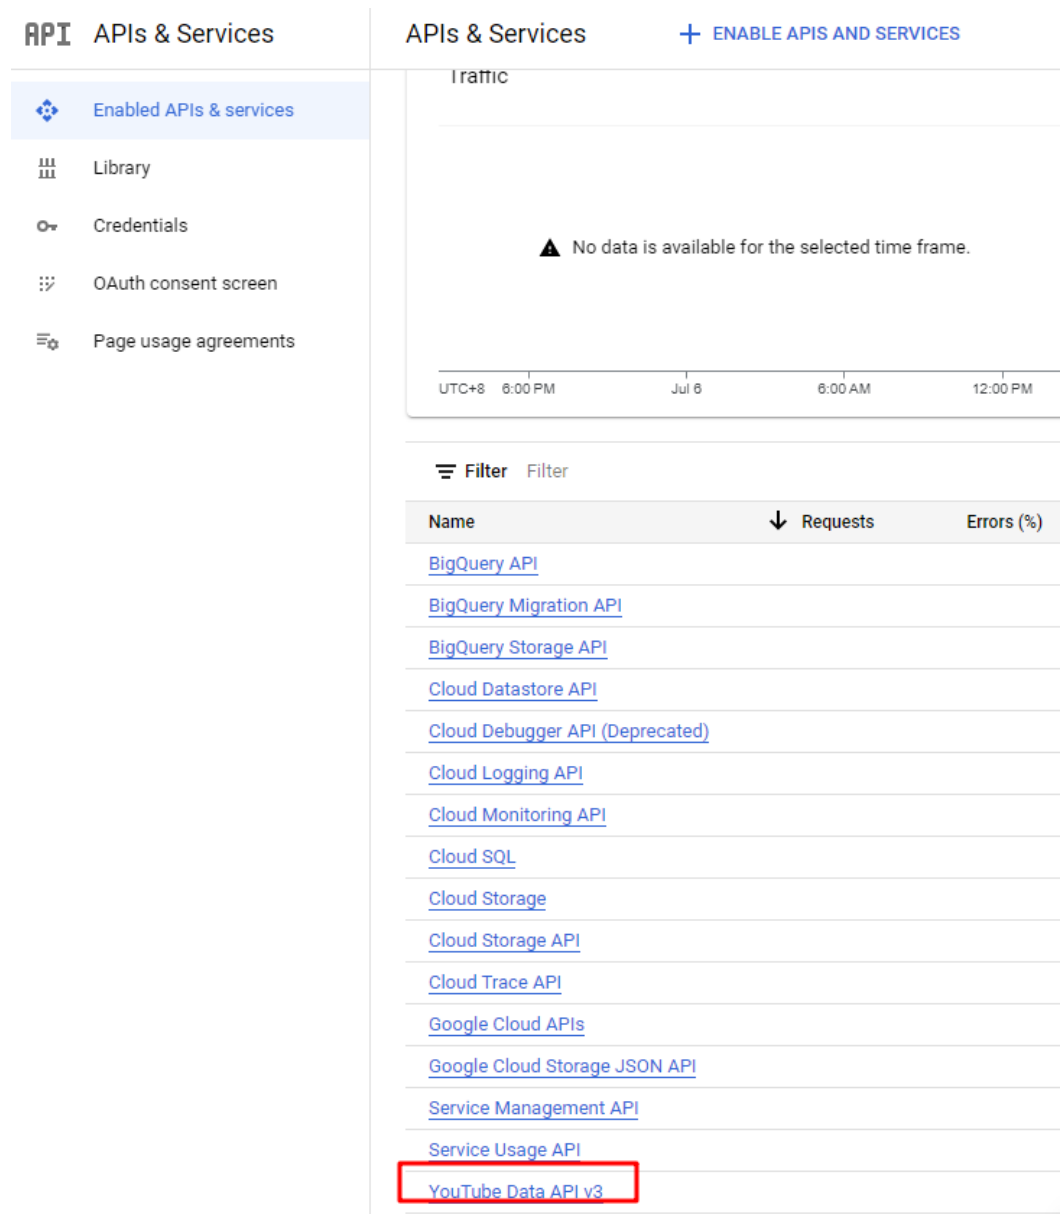 API APIs & Services
Enabled APIs & services
Library
Credentials
OAuth consent screen
Page usage agreements
APIs & Services + ENABLE APIS AND SERVICES
Traffic
No data is available for the selected time frame.
UTC+8 6:00 PM Jul 6 6:00 AM 12:00 PM
Filter Filter
Name Requests Errors (%)
BigQuery API
BigQuery Migration API
BigQuery Storage API
Cloud Datastore API
Cloud Debugger API (Deprecated)
Cloud Logging API
Cloud Monitoring API
Cloud SQL
Cloud Storage
Cloud Storage API
Cloud Trace API
Google Cloud APIs
Google Cloud Storage JSON API
Service Management API
Service Usage API
YouTube Data API v3